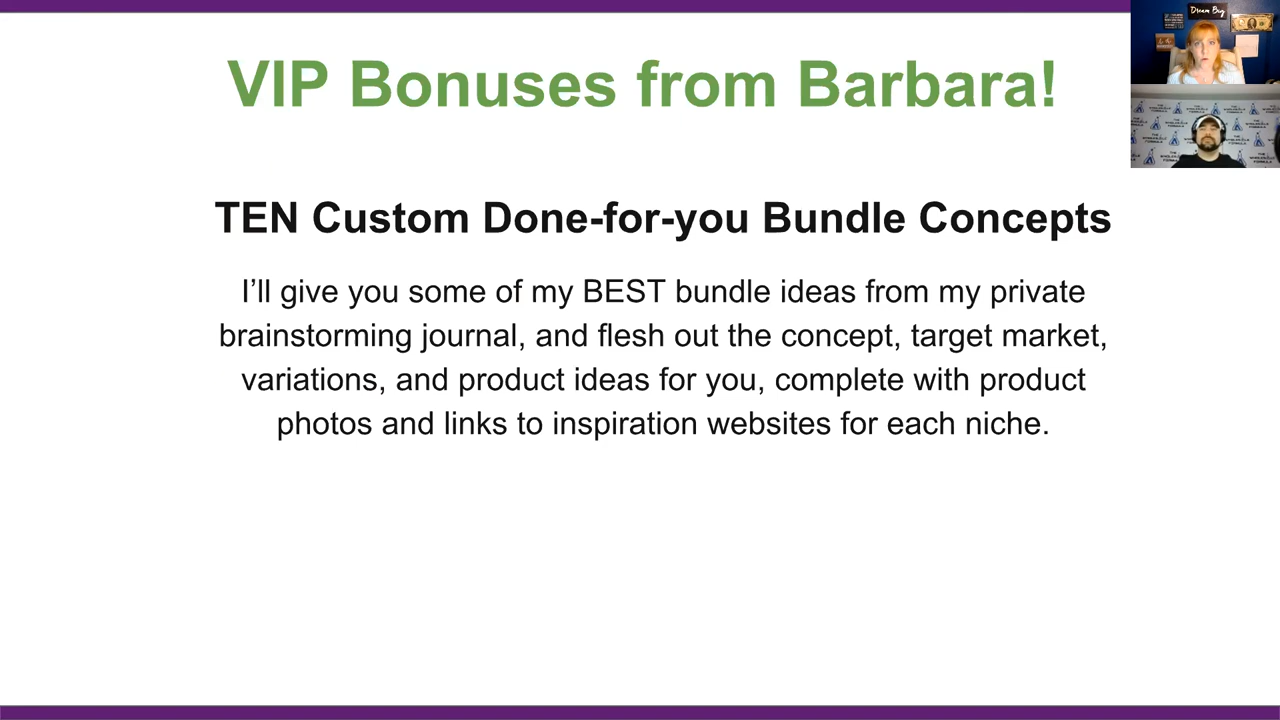 VIP Bonuses from Barbara!
TEN Custom Done-for-you Bundle Concepts
I’ll give you some of my BEST bundle ideas from my private
brainstorming journal, and flesh out the concept, target market,
variations, and product ideas for you, complete with product
photos and links to inspiration websites for each niche.
Dream Big